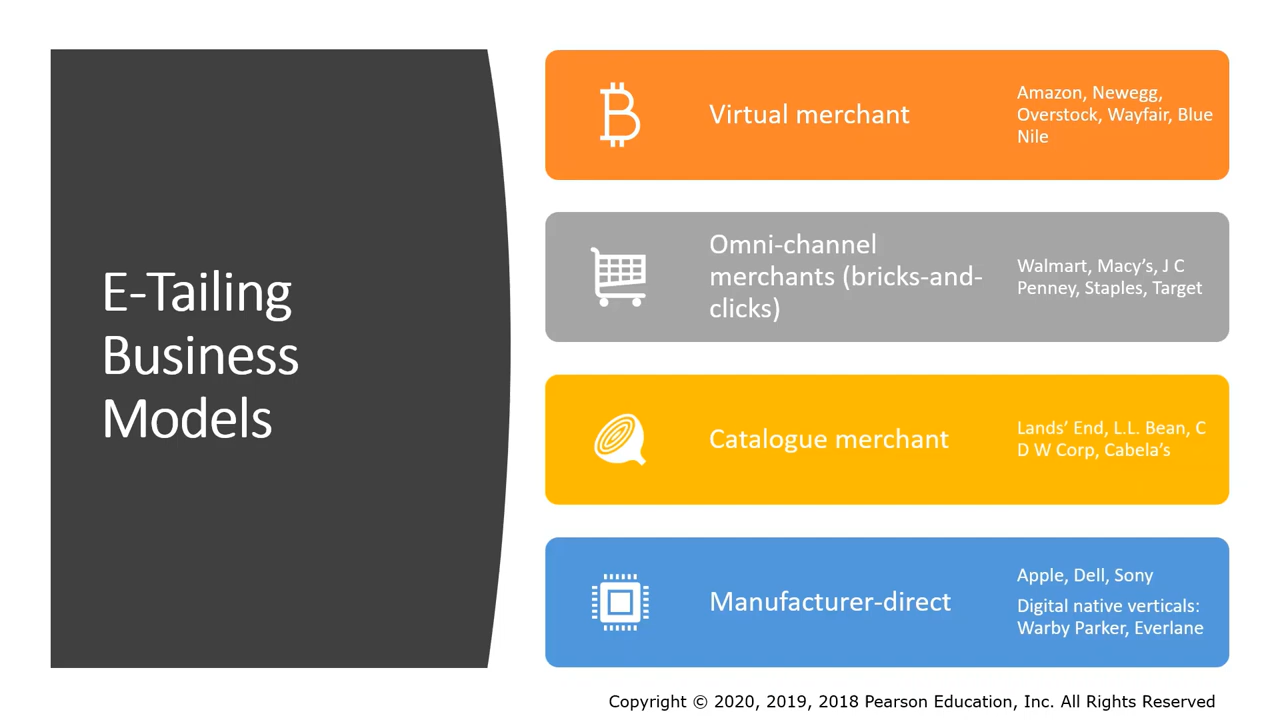 E-Tailing
Business
Models
Virtual merchant
Amazon, Newegg,
Overstock, Wayfair, Blue
Nile
Omni-channel
merchants (bricks-and-
clicks)
Walmart, Macy’s, J C
Penney, Staples, Target
Catalogue merchant
Lands’ End, L.L. Bean, C
D W Corp, Cabela’s
Manufacturer-direct
Apple, Dell, Sony
Digital native verticals:
Warby Parker, Everlane
Copyright © 2020, 2019, 2018 Pearson Education, Inc. All Rights Reserved